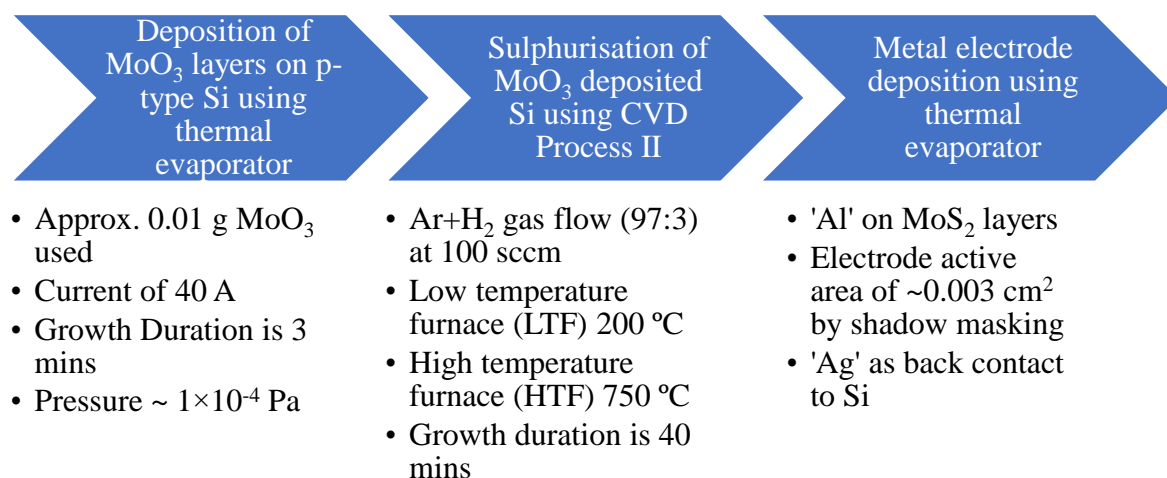 Deposition of
MoO₃ layers on p-
type Si using
thermal
evaporator
Sulphurisation of
MoO₃ deposited
Si using CVD
Process II
Metal electrode
deposition using
thermal
evaporator
• Approx. 0.01 g MoO₃
used
• Current of 40 A
• Growth Duration is 3
mins
• Pressure ~ 1×10⁻⁴ Pa
• Ar+H₂ gas flow (97:3)
at 100 sccm
• Low temperature
furnace (LTF) 200 ºC
• High temperature
furnace (HTF) 750 ºC
• Growth duration is 40
mins
• 'Al' on MoS₂ layers
• Electrode active
area of ~0.003 cm²
by shadow masking
• 'Ag' as back contact
to Si